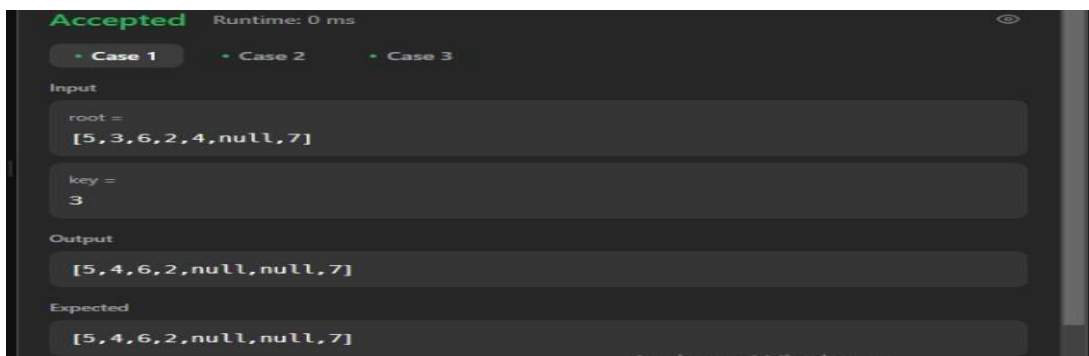 Accepted Runtime: 0 ms
Case 1 Case 2 Case 3
Input
root =
[5,3,6,2,4,null,7]
key =
3
Output
[5,4,6,2,null,null,7]
Expected
[5,4,6,2,null,null,7]